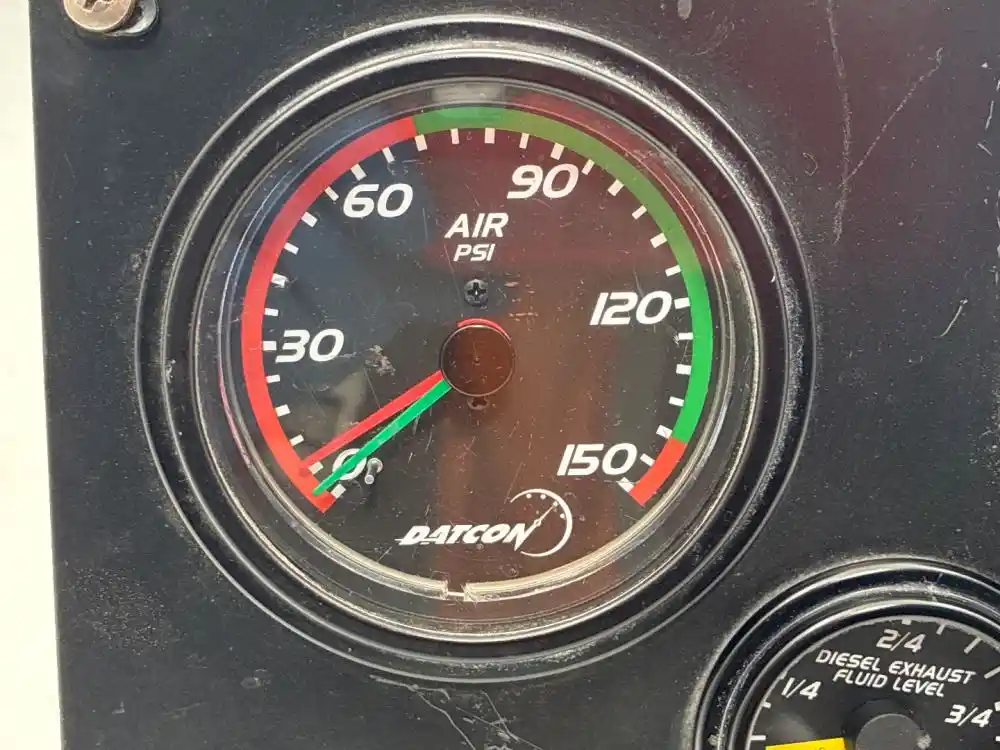 60
90
AIR
PSI
120
30
150
0
DATCON
2/4
DIESEL EXHAUST
FLUID LEVEL
1/4
3/4